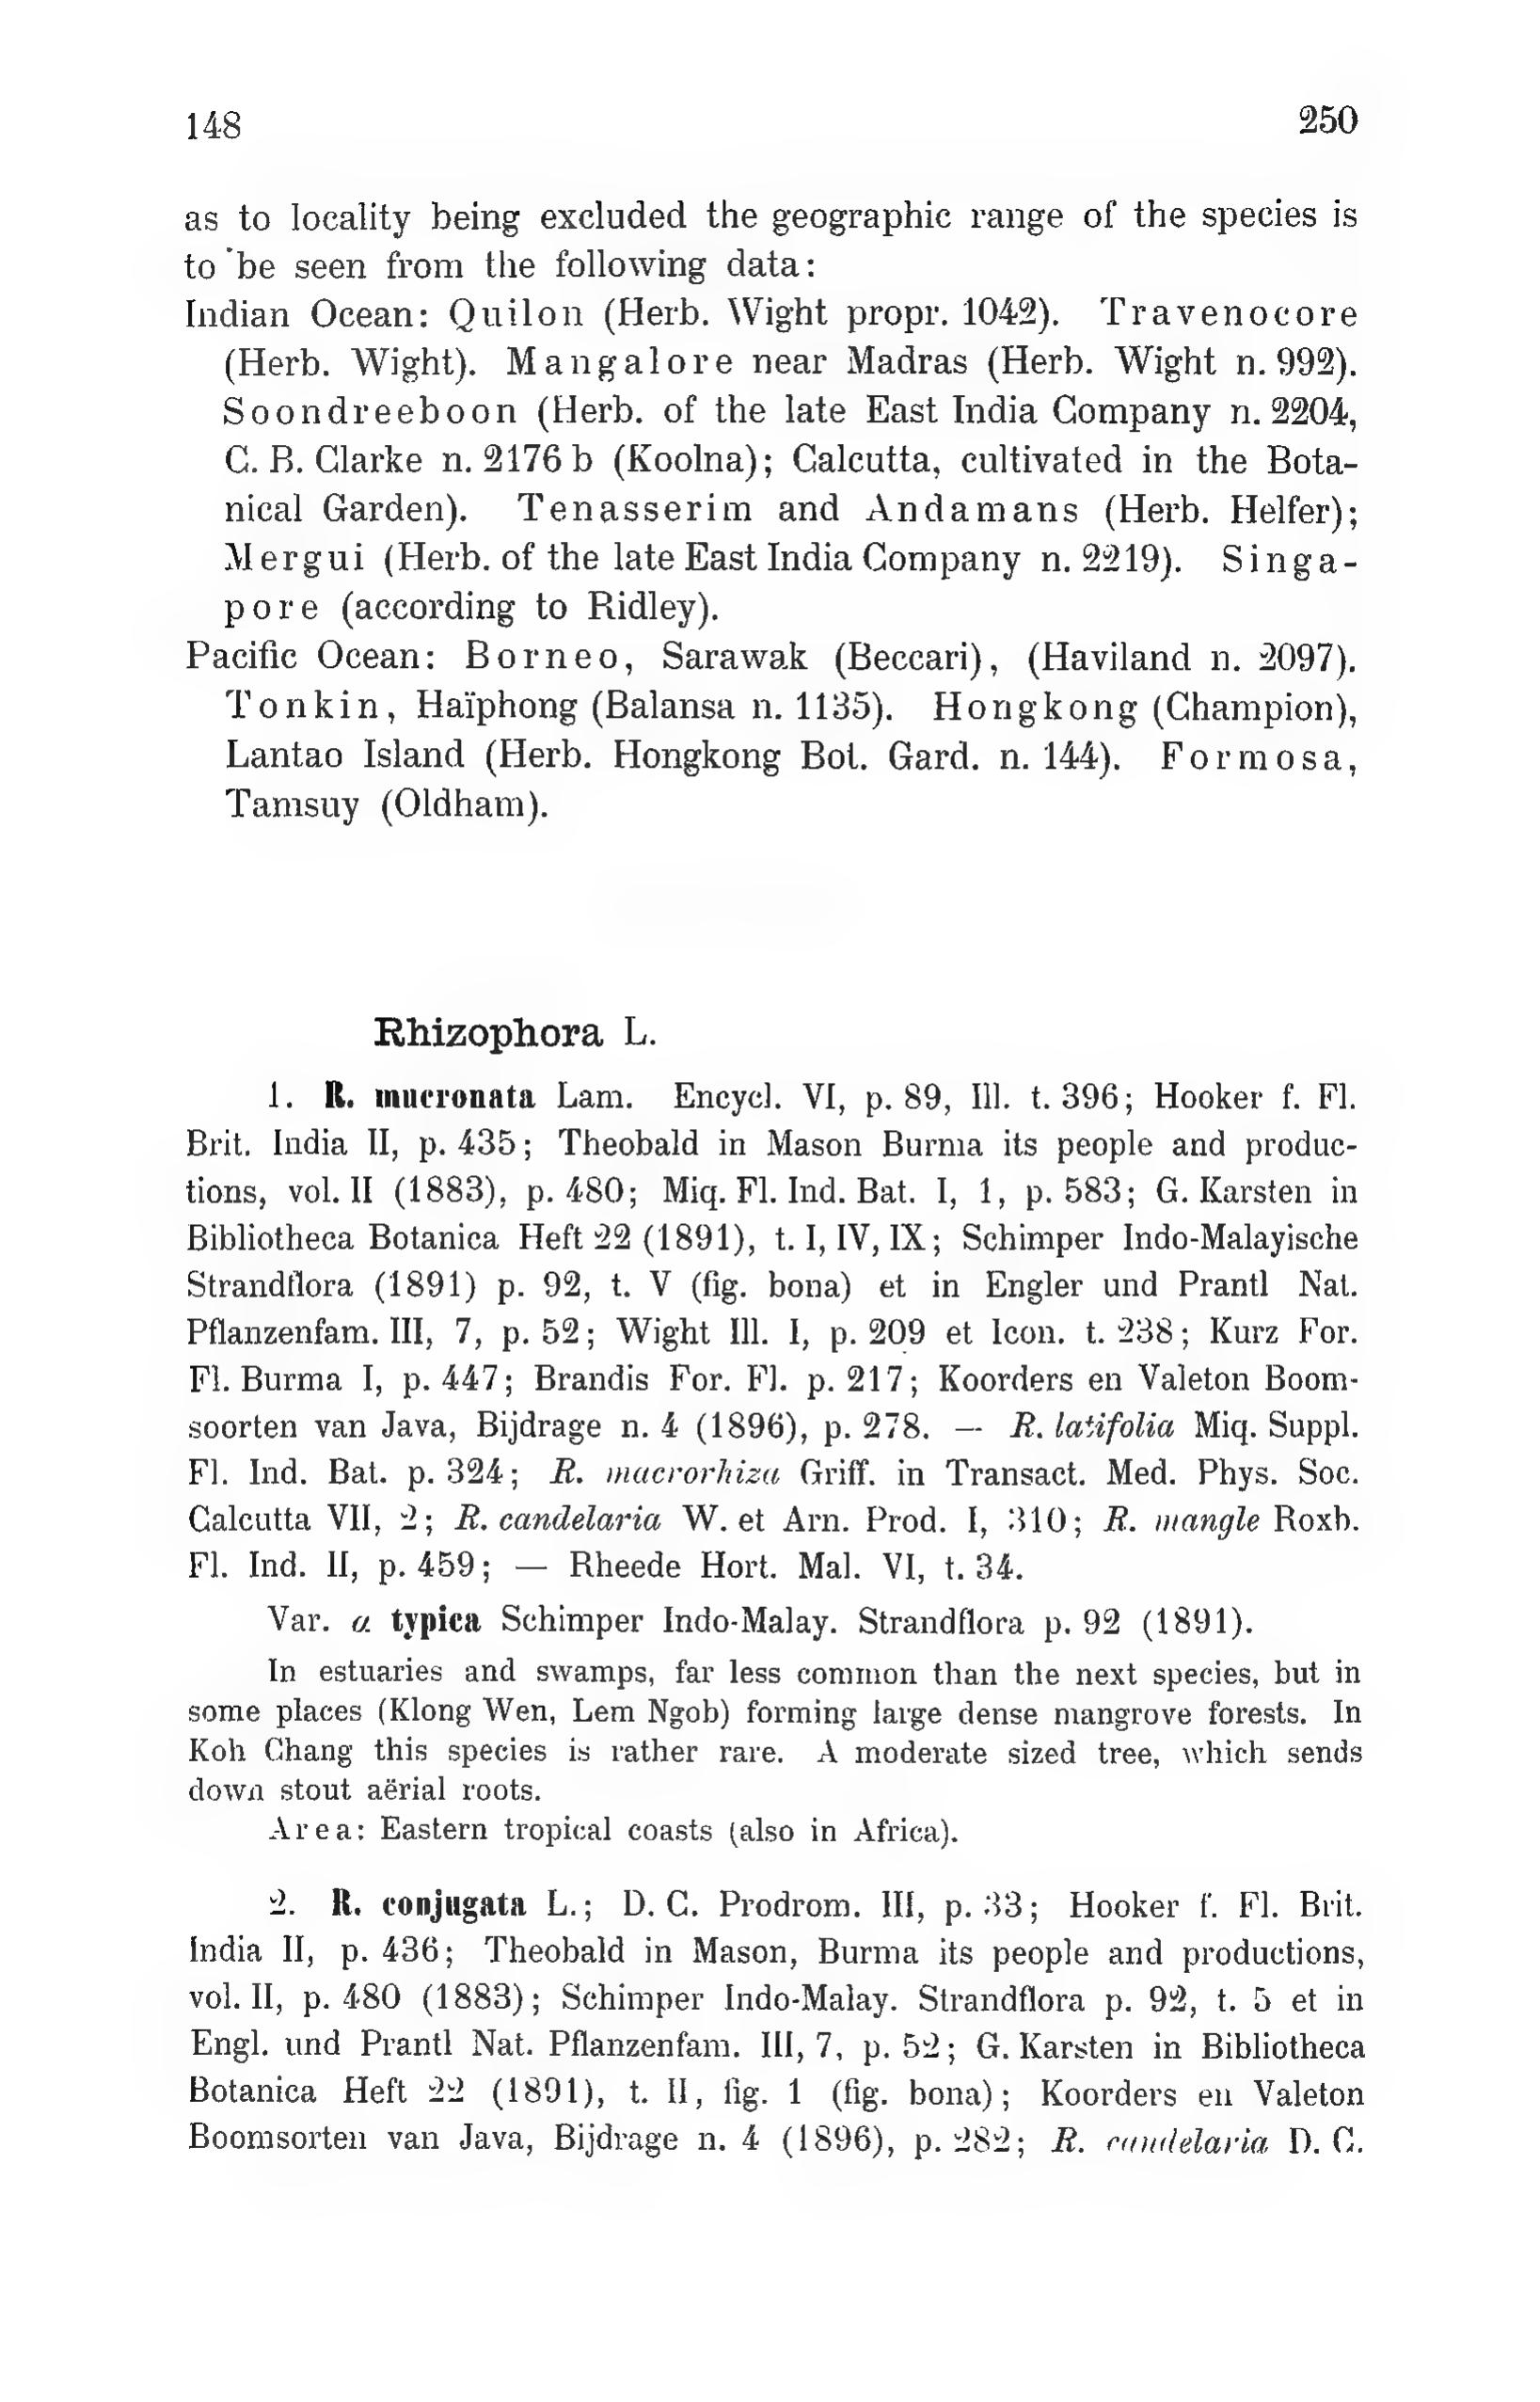 148 250
as to locality being excluded the geographic range of the species is
to be seen from the following data:
Indian Ocean: Quilon (Herb. Wight propr. 1042). Travenocore
(Herb. Wight). Mangalore near Madras (Herb. Wight n. 992).
Soondreeboon (Herb. of the late East India Company n. 2204,
C. B. Clarke n. 2176 b (Koolna); Calcutta, cultivated in the Bota-
nical Garden). Tenasserim and Andamans (Herb. Helfer);
Mergui (Herb. of the late East India Company n. 2219). Singa-
pore (according to Ridley).
Pacific Ocean: Borneo, Sarawak (Beccari), (Haviland n. 2097).
Tonkin, Haïphong (Balansa n. 1135). Hongkong (Champion),
Lantao Island (Herb. Hongkong Bot. Gard. n. 144). Formosa,
Tamsuy (Oldham).
Rhizophora L.
1. R. mucronata Lam. Encycl. VI, p. 89, Ill. t. 396; Hooker f. Fl.
Brit. India II, p. 435; Theobald in Mason Burma its people and produc-
tions, vol. II (1883), p. 480; Miq. Fl. Ind. Bat. I, 1, p. 583; G. Karsten in
Bibliotheca Botanica Heft 22 (1891), t. I, IV, IX; Schimper Indo-Malayische
Strandflora (1891) p. 92, t. V (fig. bona) et in Engler und Prantl Nat.
Pflanzenfam. III, 7, p. 52; Wight Ill. I, p. 209 et Icon. t. 238; Kurz For.
Fl. Burma I, p. 447; Brandis For. Fl. p. 217; Koorders en Valeton Boom-
soorten van Java, Bijdrage n. 4 (1896), p. 278. — R. latifolia Miq. Suppl.
Fl. Ind. Bat. p. 324; R. macrorhiza Griff. in Transact. Med. Phys. Soc.
Calcutta VII, 2; R. candelaria W. et Arn. Prod. I, 310; R. mangle Roxb.
Fl. Ind. II, p. 459; — Rheede Hort. Mal. VI, t. 34.
Var. α typica Schimper Indo-Malay. Strandflora p. 92 (1891).
In estuaries and swamps, far less common than the next species, but in
some places (Klong Wen, Lem Ngob) forming large dense mangrove forests. In
Koh Chang this species is rather rare. A moderate sized tree, which sends
down stout aërial roots.
Area: Eastern tropical coasts (also in Africa).
2. R. conjugata L.; D. C. Prodrom. III, p. 33; Hooker f. Fl. Brit.
India II, p. 436; Theobald in Mason, Burma its people and productions,
vol. II, p. 480 (1883); Schimper Indo-Malay. Strandflora p. 92, t. 5 et in
Engl. und Prantl Nat. Pflanzenfam. III, 7, p. 52; G. Karsten in Bibliotheca
Botanica Heft 22 (1891), t. II, fig. 1 (fig. bona); Koorders en Valeton
Boomsorten van Java, Bijdrage n. 4 (1896), p. 282; R. candelaria D. C.